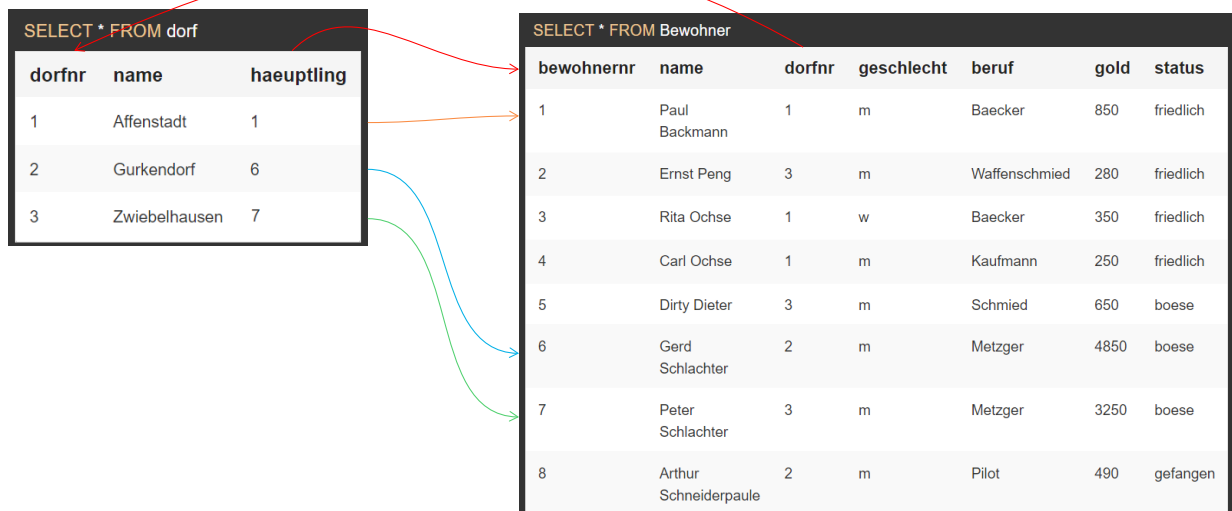 SELECT * FROM dorf
dorfnr name haeuptling
1 Affenstadt 1
2 Gurkendorf 6
3 Zwiebelhausen 7
SELECT * FROM Bewohner
bewohnernr name dorfnr geschlecht beruf gold status
1 Paul Backmann 1 m Baecker 850 friedlich
2 Ernst Peng 3 m Waffenschmied 280 friedlich
3 Rita Ochse 1 w Baecker 350 friedlich
4 Carl Ochse 1 m Kaufmann 250 friedlich
5 Dirty Dieter 3 m Schmied 650 boese
6 Gerd Schlachter 2 m Metzger 4850 boese
7 Peter Schlachter 3 m Metzger 3250 boese
8 Arthur Schneiderpaule 2 m Pilot 490 gefangen